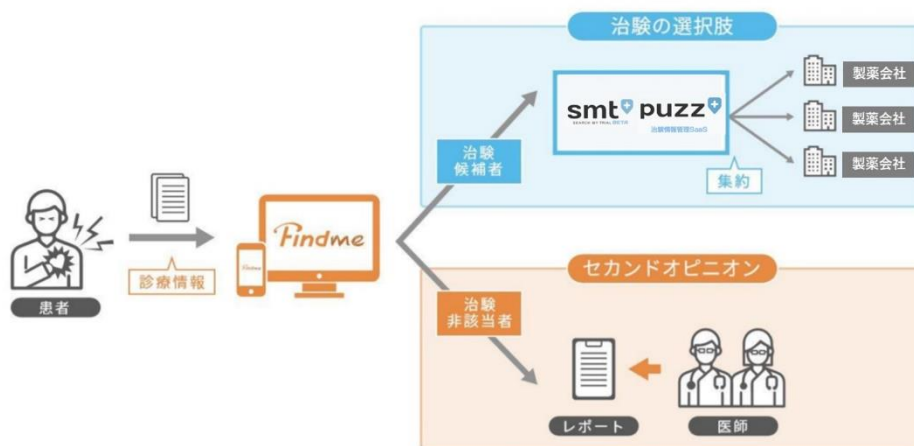 治験の選択肢
smt
SEARCH MY TRIAL BETA
puzz
治験情報管理SaaS
製薬会社
製薬会社
製薬会社
集約
治験
候補者
患者
診療情報
Findme
Findme
治験
非該当者
セカンドオピニオン
レポート
医師